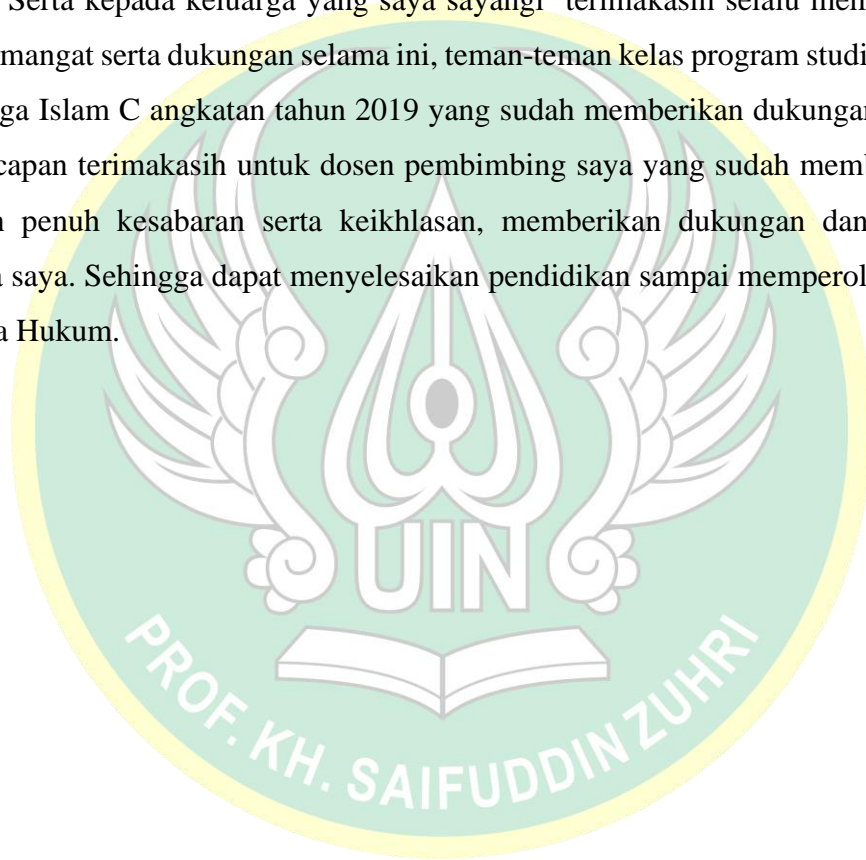 Serta kepada keluarga yang saya sayangi terimakasih selalu mem
mangat serta dukungan selama ini, teman-teman kelas program studi
ga Islam C angkatan tahun 2019 yang sudah memberikan dukungan
capan terimakasih untuk dosen pembimbing saya yang sudah mem
penuh kesabaran serta keikhlasan, memberikan dukungan dan
saya. Sehingga dapat menyelesaikan pendidikan sampai memperol
a Hukum.
UIN
PROF. KH. SAIFUDDIN ZUHRI